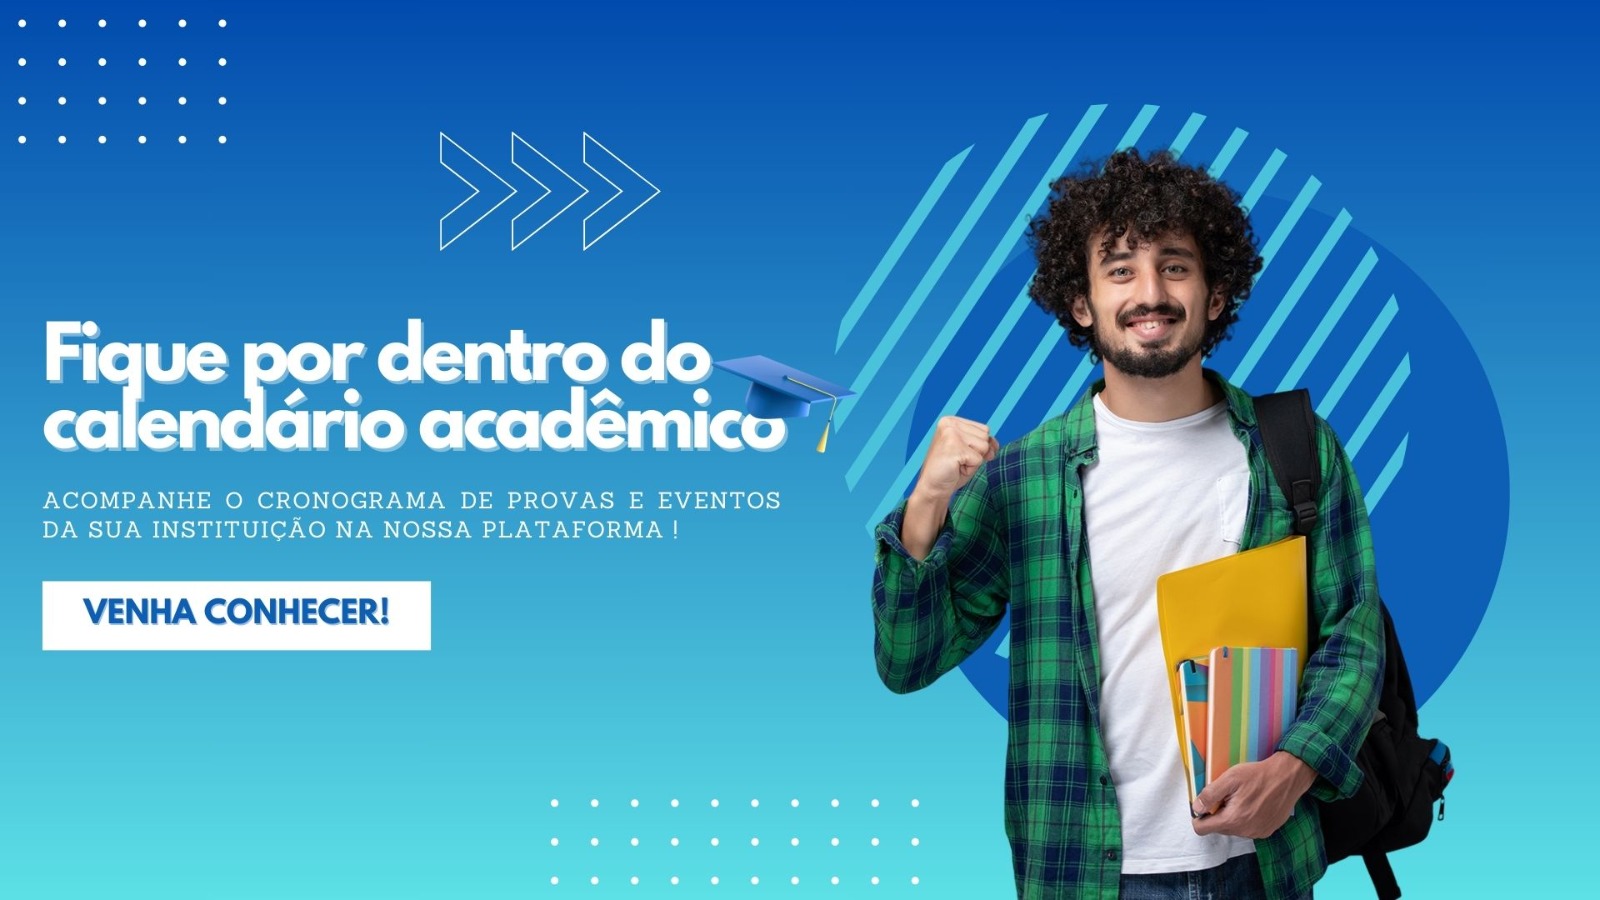 Fique por dentro do
calendário acadêmico
ACOMPANHE O CRONOGRAMA DE PROVAS E EVENTOS
DA SUA INSTITUIÇÃO NA NOSSA PLATAFORMA !
VENHA CONHECER!